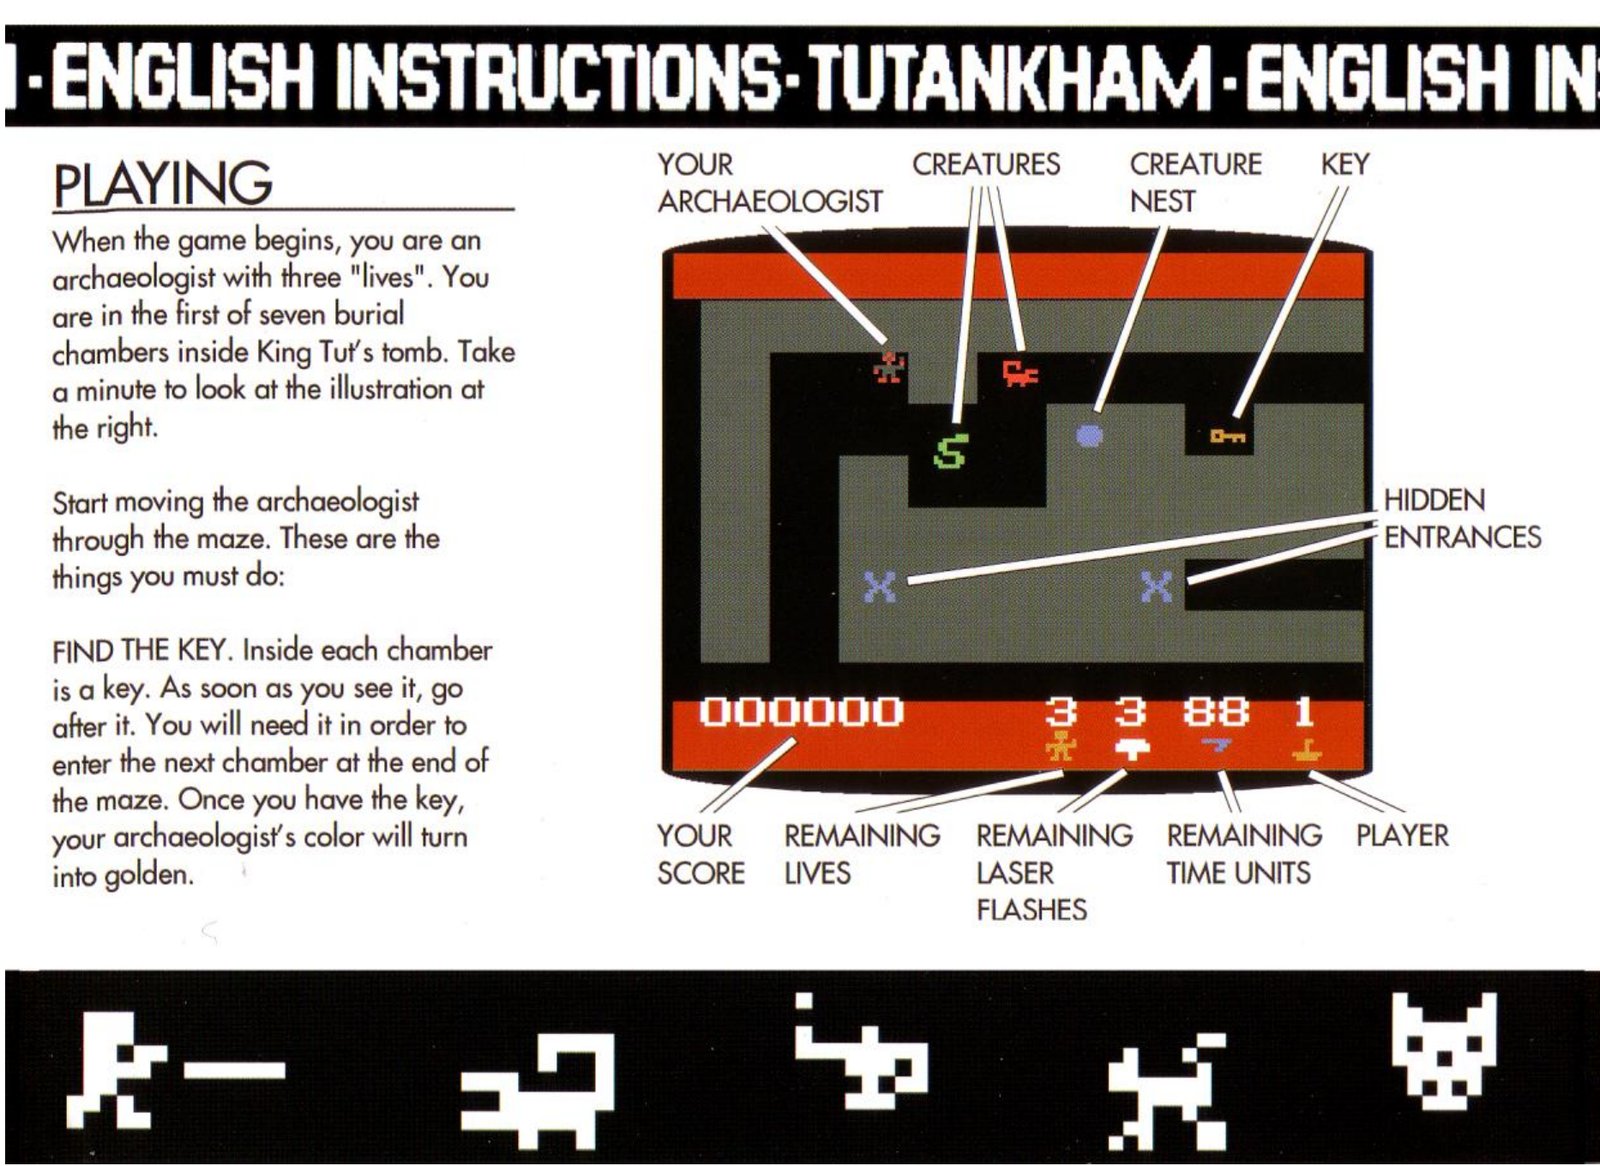 · ENGLISH INSTRUCTIONS · TUTANKHAM · ENGLISH
PLAYING
When the game begins, you are an
archaeologist with three "lives". You
are in the first of seven burial
chambers inside King Tut's tomb. Take
a minute to look at the illustration at
the right.
Start moving the archaeologist
through the maze. These are the
things you must do:
FIND THE KEY. Inside each chamber
is a key. As soon as you see it, go
after it. You will need it in order to
enter the next chamber at the end of
the maze. Once you have the key,
your archaeologist's color will turn
into golden.
YOUR
ARCHAEOLOGIST
CREATURES
CREATURE
NEST
KEY
HIDDEN
ENTRANCES
000000 3 3 88 1
YOUR
SCORE
REMAINING
LIVES
REMAINING
LASER
FLASHES
REMAINING
TIME UNITS
PLAYER